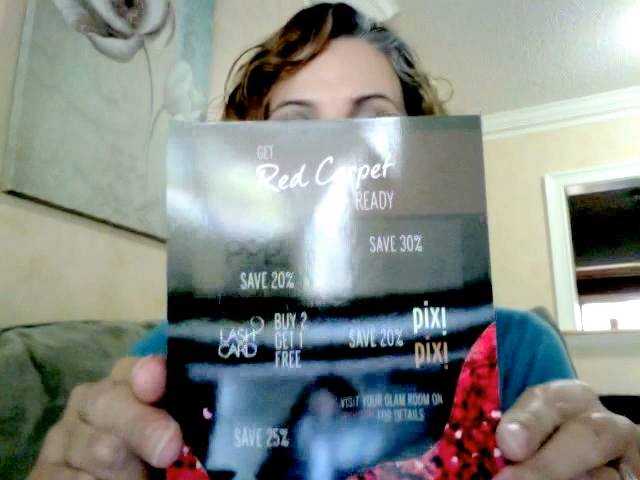 GET
Red Carpet
READY
SAVE 30%
SAVE 20%
LASH
CARD
BUY 2
GET 1
FREE
SAVE 20%
pixi
pixi
VISIT YOUR GLAM ROOM ON
FOR DETAILS
SAVE 25%